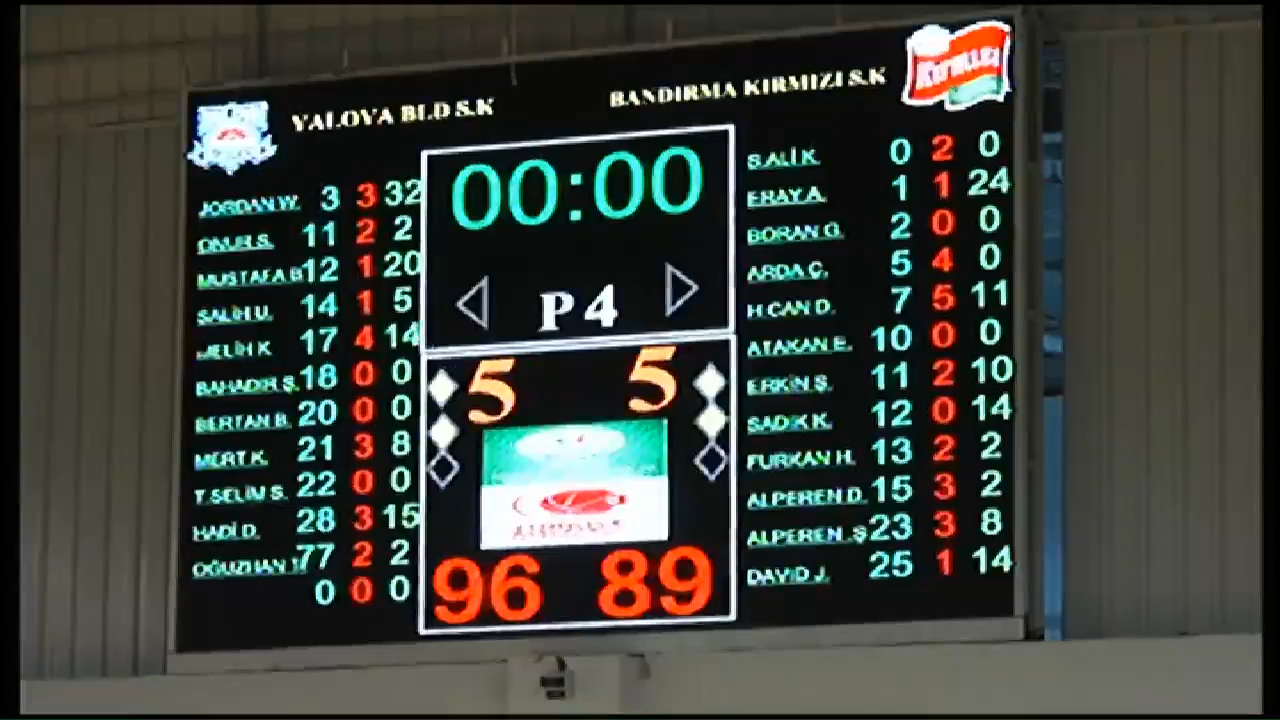 YALOVA BLD S.K
BANDIRMA KIRMIZI S.K
JORDAN W. 3 3 32
ONUR S. 11 2 2
MUSTAFA B 12 1 20
SALİH U. 14 1 5
MELİH K. 17 4 14
BAHADIR Ş. 18 0 0
BERTAN B. 20 0 0
MERT K. 21 3 8
T.SELİM S. 22 0 0
HADİ D. 28 3 15
OĞUZHAN 77 2 2
0 0 0
00:00
P4
5 5
96 89
S.ALİ K. 0 2 0
ERAY A. 1 1 24
BORAN G. 2 0 0
ARDA Ç. 5 4 0
H.CAN D. 7 5 11
ATAKAN E. 10 0 0
ERKİN Ş. 11 2 10
SADIK K. 12 0 14
FURKAN H. 13 2 2
ALPEREN D. 15 3 2
ALPEREN .Ş 23 3 8
DAVID J. 25 1 14